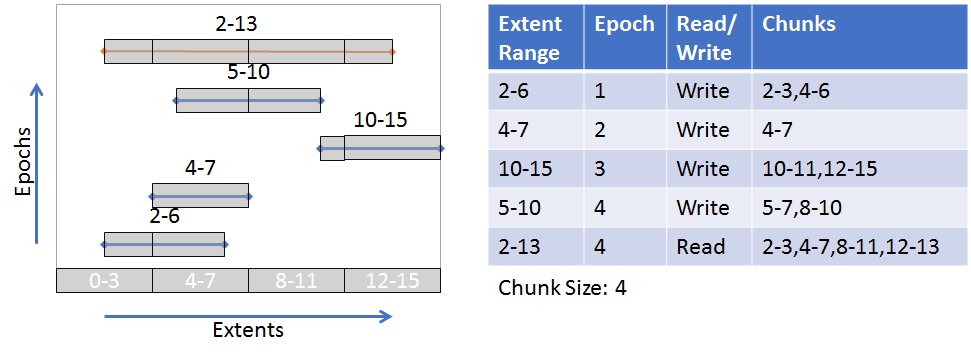 2-13
5-10
10-15
4-7
2-6
Epochs
0-3 4-7 8-11 12-15
Extents
Extent Range Epoch Read/ Write Chunks
2-6 1 Write 2-3,4-6
4-7 2 Write 4-7
10-15 3 Write 10-11,12-15
5-10 4 Write 5-7,8-10
2-13 4 Read 2-3,4-7,8-11,12-13
Chunk Size: 4